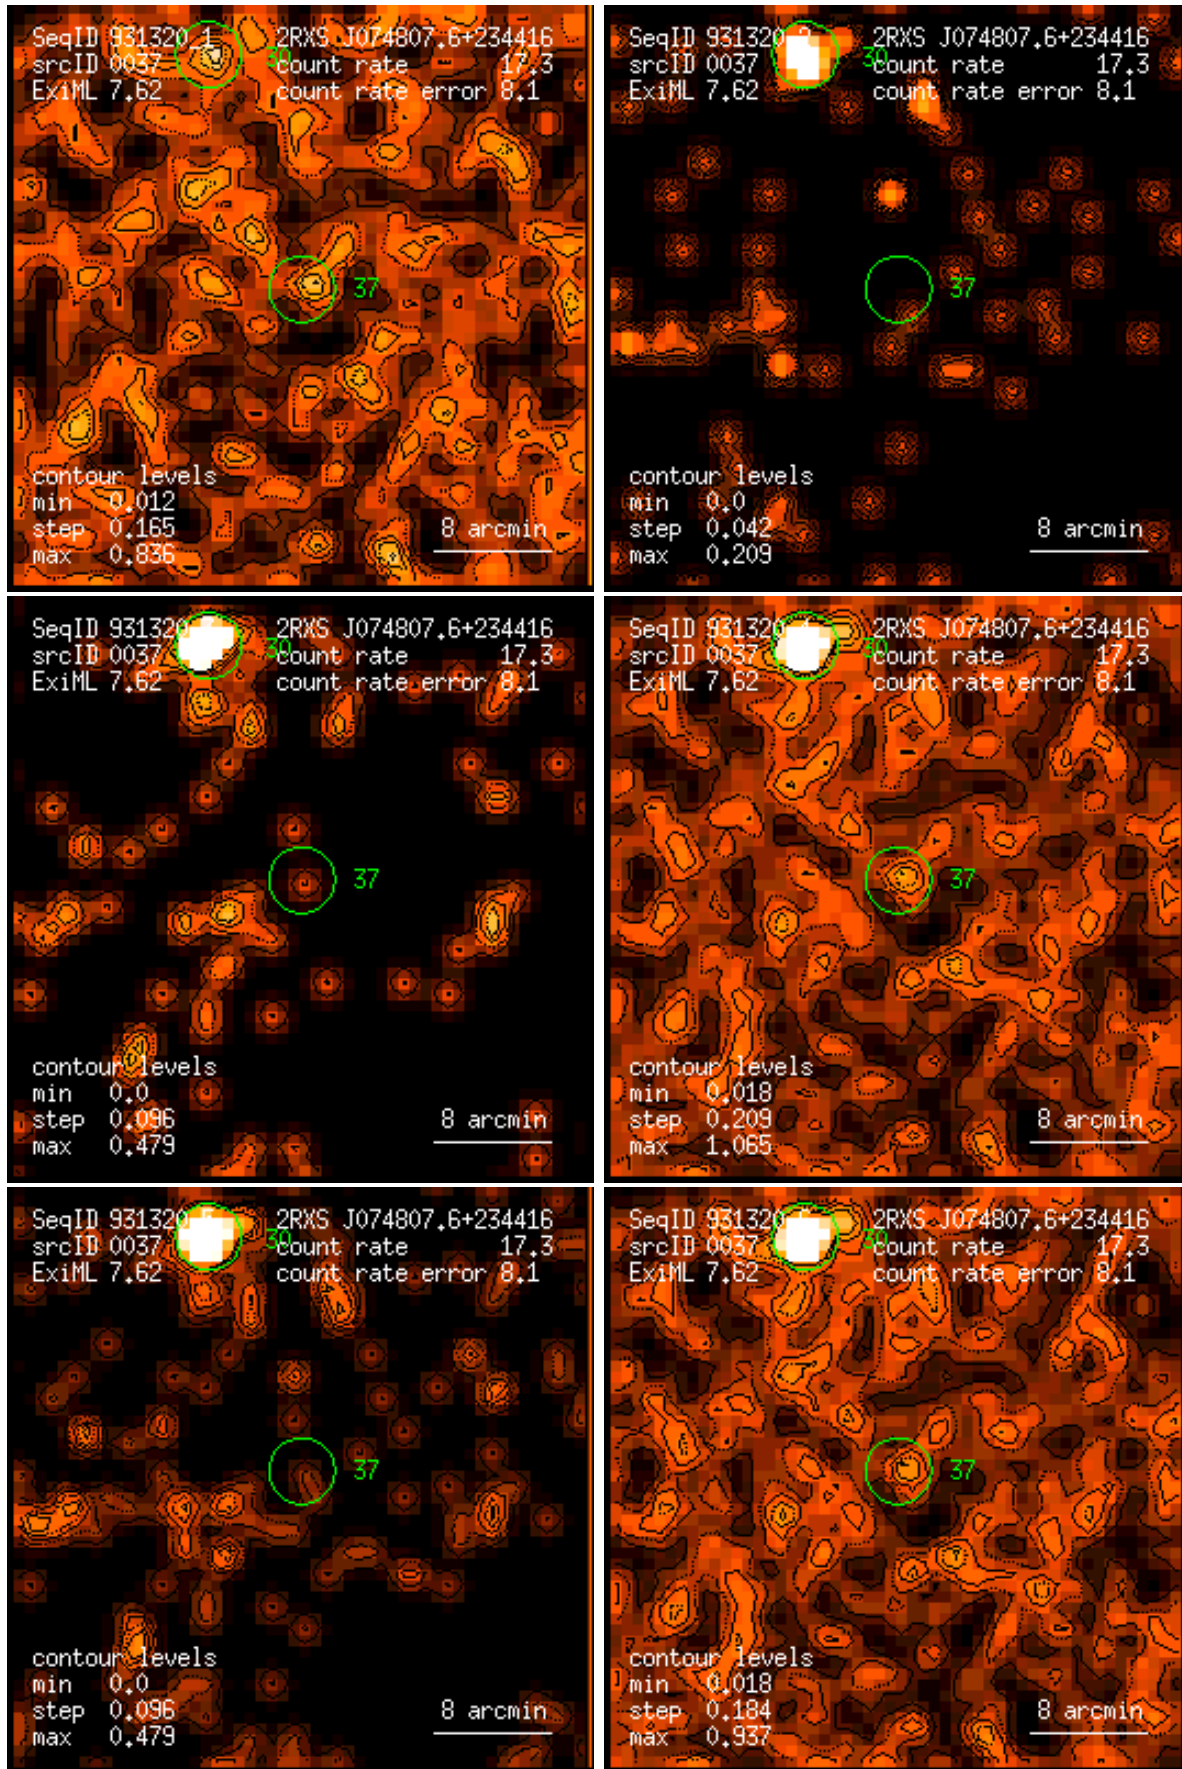 SeqID 931320_1 2RXS J074807.6+234416
srcID 0037 30 count rate 17.3
ExiML 7.62 count rate error 8.1
37
contour levels
min 0.012
step 0.165 8 arcmin
max 0.836
SeqID 931320_2 2RXS J074807.6+234416
srcID 0037 30 count rate 17.3
ExiML 7.62 count rate error 8.1
37
contour levels
min 0.0
step 0.042 8 arcmin
max 0.209
SeqID 931320 2RXS J074807.6+234416
srcID 0037 30 count rate 17.3
ExiML 7.62 count rate error 8.1
37
contour levels
min 0.0
step 0.096 8 arcmin
max 0.479
SeqID 931320 2RXS J074807.6+234416
srcID 0037 30 count rate 17.3
ExiML 7.62 count rate error 8.1
37
contour levels
min 0.018
step 0.209 8 arcmin
max 1.065
SeqID 931320 2RXS J074807.6+234416
srcID 0037 30 count rate 17.3
ExiML 7.62 count rate error 8.1
37
contour levels
min 0.0
step 0.096 8 arcmin
max 0.479
SeqID 931320 2RXS J074807.6+234416
srcID 0037 30 count rate 17.3
ExiML 7.62 count rate error 8.1
37
contour levels
min 0.018
step 0.184 8 arcmin
max 0.937